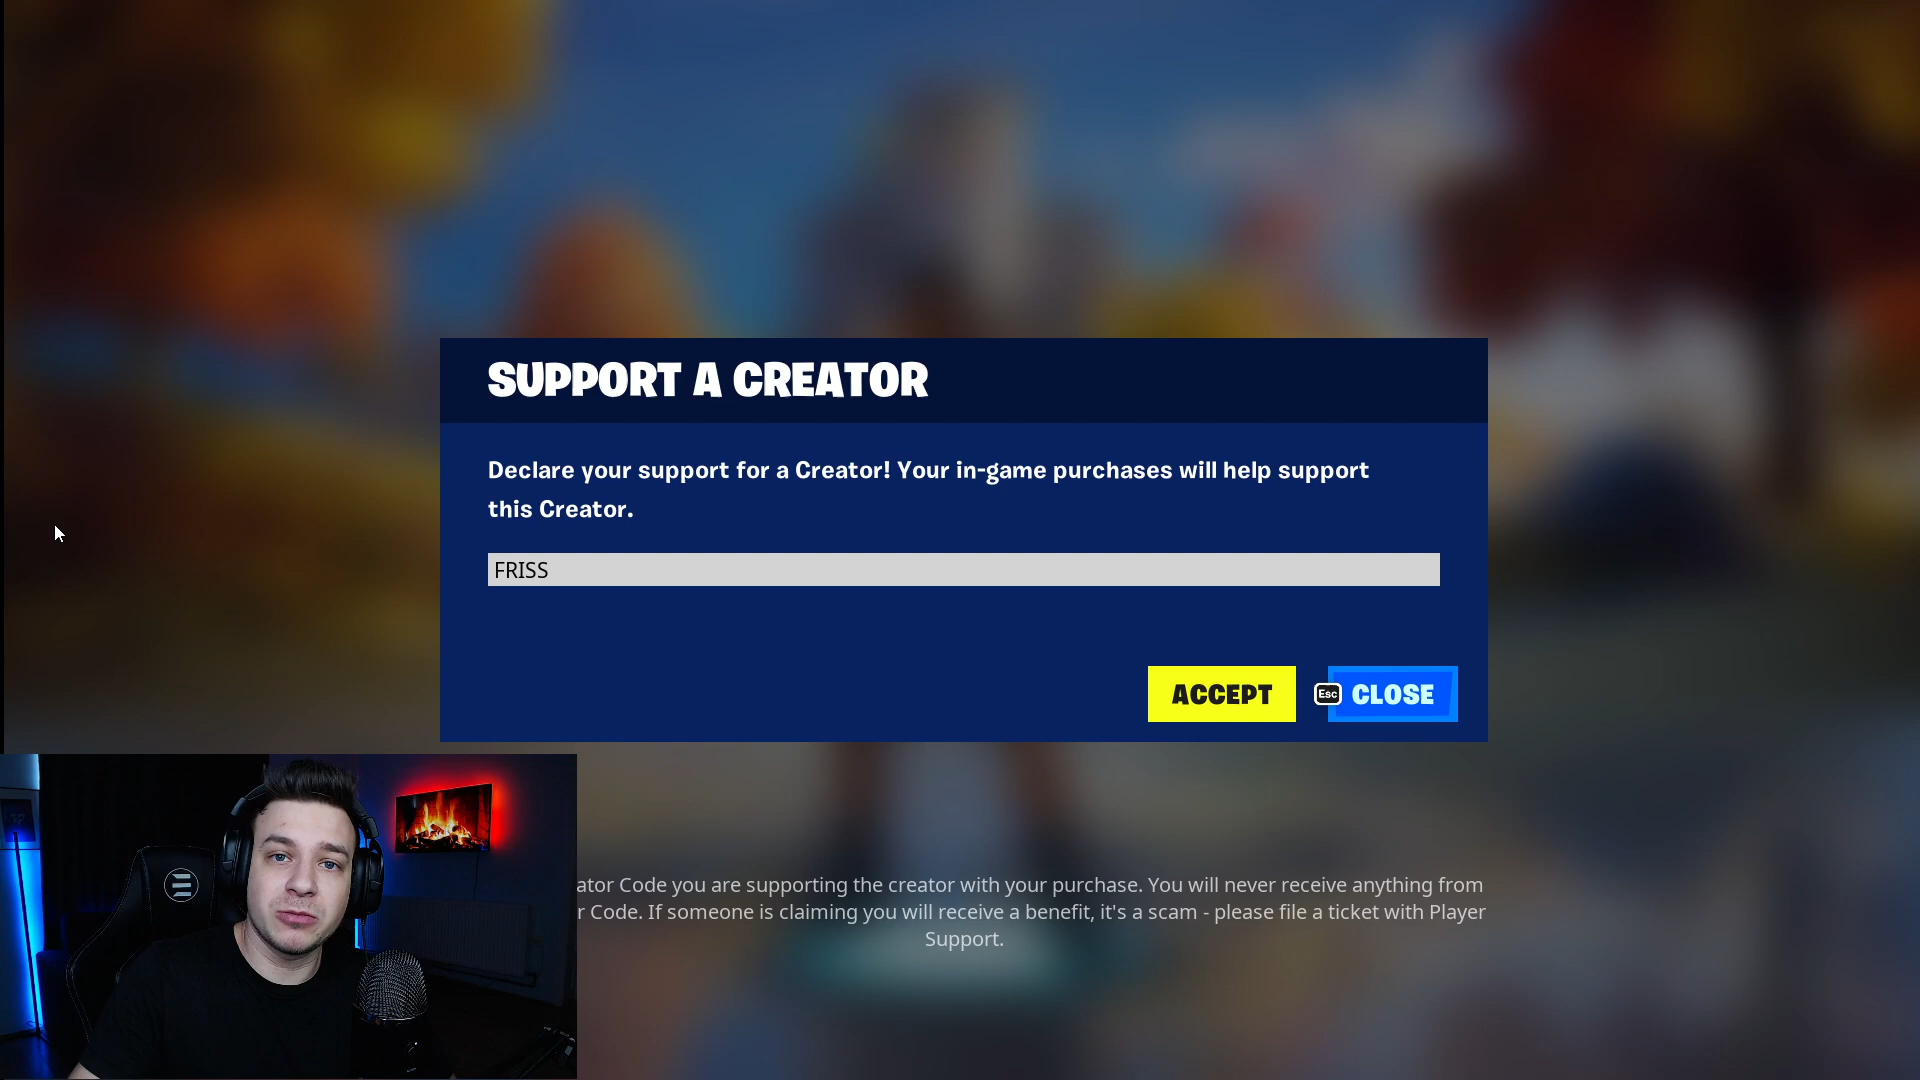 SUPPORT A CREATOR
Declare your support for a Creator! Your in-game purchases will help support
this Creator.
FRISS
ACCEPT
Esc CLOSE
ator Code you are supporting the creator with your purchase. You will never receive anything from
r Code. If someone is claiming you will receive a benefit, it's a scam - please file a ticket with Player
Support.